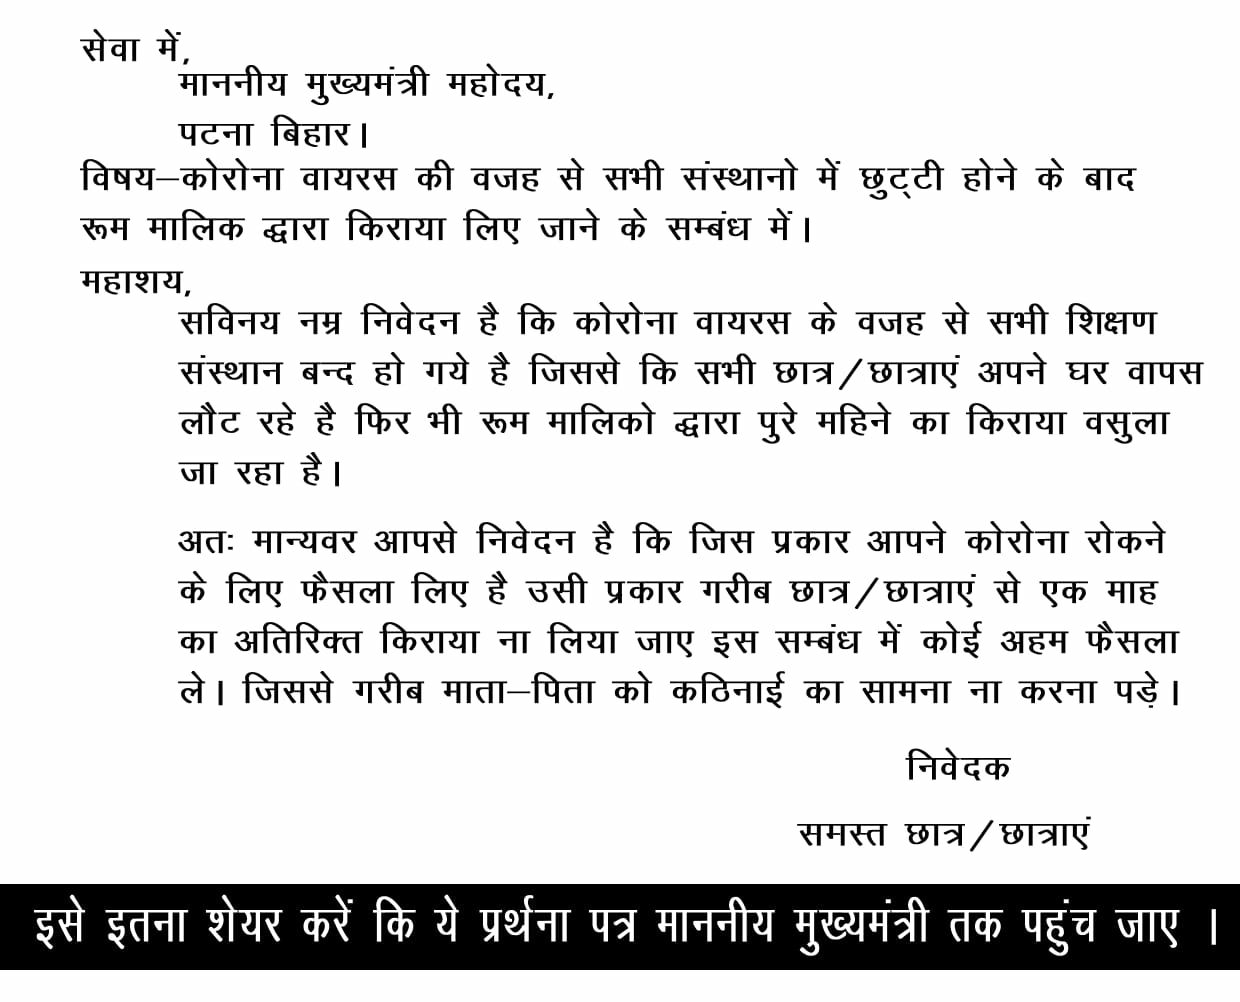 सेवा में,
माननीय मुख्यमंत्री महोदय,
पटना बिहार।
विषय–कोरोना वायरस की वजह से सभी संस्थानो में छुट्टी होने के बाद
रूम मालिक द्वारा किराया लिए जाने के सम्बंध में।
महाशय,
सविनय नम्र निवेदन है कि कोरोना वायरस के वजह से सभी शिक्षण
संस्थान बन्द हो गये है जिससे कि सभी छात्र/छात्राएं अपने घर वापस
लौट रहे है फिर भी रूम मालिको द्वारा पुरे महिने का किराया वसुला
जा रहा है।
अतः मान्यवर आपसे निवेदन है कि जिस प्रकार आपने कोरोना रोकने
के लिए फैसला लिए है उसी प्रकार गरीब छात्र/छात्राएं से एक माह
का अतिरिक्त किराया ना लिया जाए इस सम्बंध में कोई अहम फैसला
ले। जिससे गरीब माता–पिता को कठिनाई का सामना ना करना पड़े।
निवेदक
समस्त छात्र/छात्राएं
इसे इतना शेयर करें कि ये प्रर्थना पत्र माननीय मुख्यमंत्री तक पहुंच जाए ।